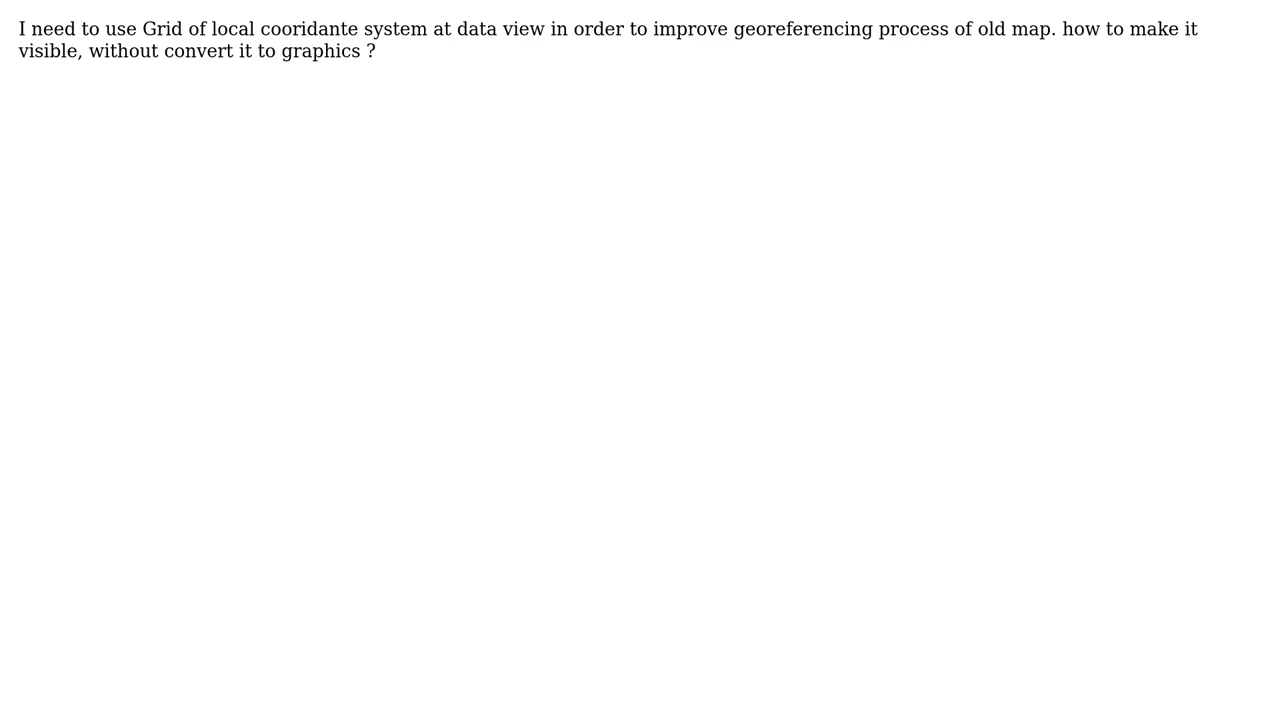 I need to use Grid of local cooridante system at data view in order to improve georeferencing process of old map. how to make it
visible, without convert it to graphics ?